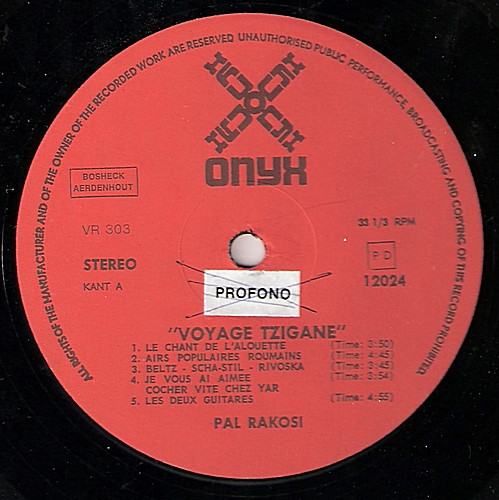 ALL RIGHTS OF THE MANUFACTURER AND OF THE OWNER OF THE RECORDED WORK ARE RESERVED UNAUTHORISED PUBLIC PERFORMANCE, BROADCASTING AND COPYING OF THIS RECORD PROHIBITED
ONYX
BOSHECK
AERDENHOUT
VR 303
33 1/3 RPM
STEREO
PD
KANT A
12024
PROFONO
"VOYAGE TZIGANE"
1. LE CHANT DE L'ALOUETTE (Time: 3:50)
2. AIRS POPULAIRES ROUMAINS (Time: 4:45)
3. BELTZ - SCHA-STIL - RIVOSKA (Time: 3:45)
4. JE VOUS AI AIMEE (Time: 3:54)
COCHER VITE CHEZ YAR
5. LES DEUX GUITARES (Time: 4:55)
PAL RAKOSI